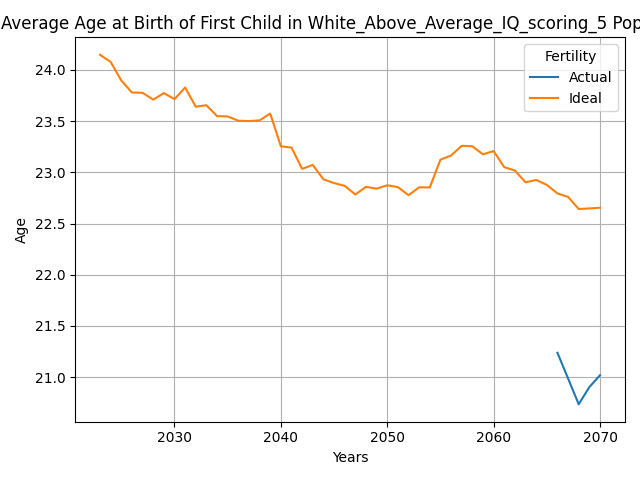 Average Age at Birth of First Child in White_Above_Average_IQ_scoring_5 Pop
Fertility
Actual
Ideal
24.0
23.5
23.0
22.5
22.0
21.5
21.0
Age
2030 2040 2050 2060 2070
Years